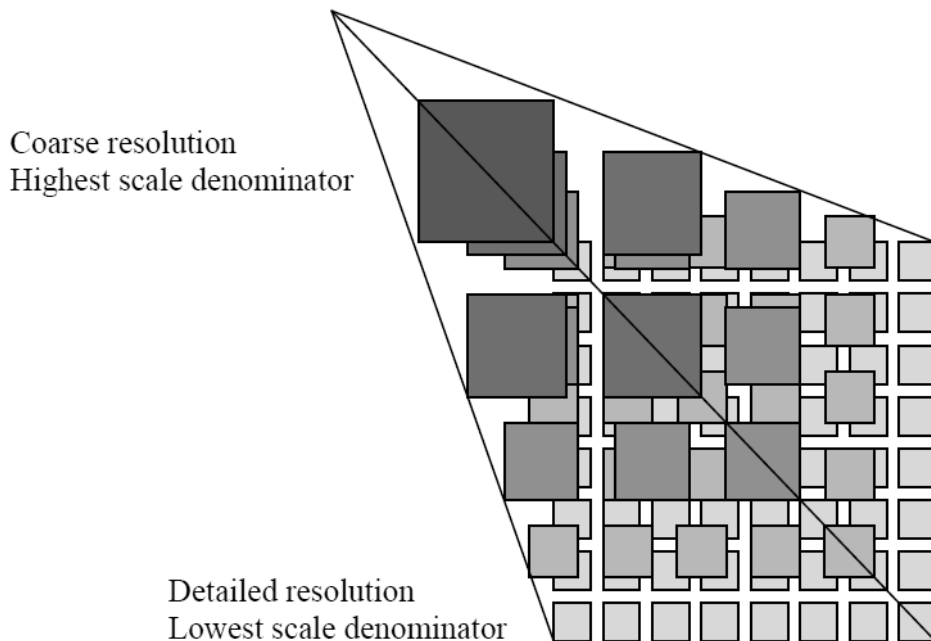 Coarse resolution
Highest scale denominator
Detailed resolution
Lowest scale denominator